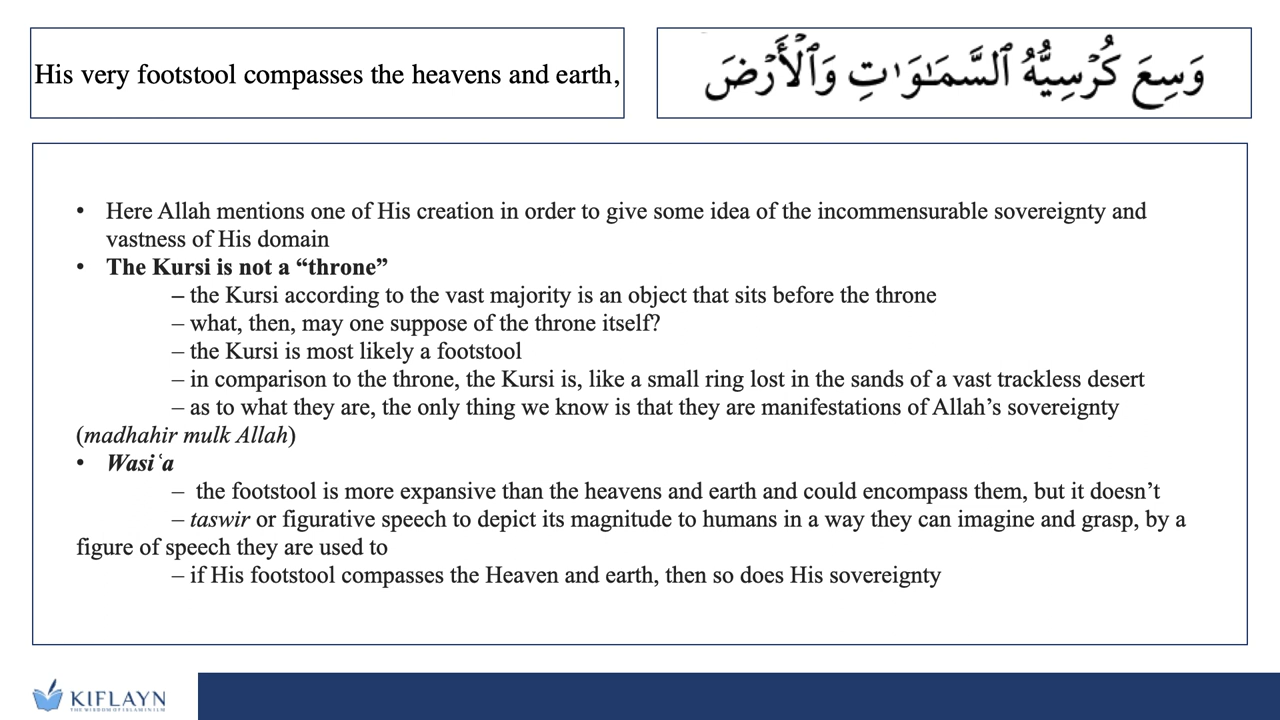 His very footstool compasses the heavens and earth,
وَسِعَ كُرْسِيُّهُ ٱلسَّمَـٰوَٰتِ وَٱلْأَرْضَ
• Here Allah mentions one of His creation in order to give some idea of the incommensurable sovereignty and
vastness of His domain
• The Kursi is not a “throne”
– the Kursi according to the vast majority is an object that sits before the throne
– what, then, may one suppose of the throne itself?
– the Kursi is most likely a footstool
– in comparison to the throne, the Kursi is, like a small ring lost in the sands of a vast trackless desert
– as to what they are, the only thing we know is that they are manifestations of Allah’s sovereignty
(madhahir mulk Allah)
• Wasiʿa
– the footstool is more expansive than the heavens and earth and could encompass them, but it doesn’t
– taswir or figurative speech to depict its magnitude to humans in a way they can imagine and grasp, by a
figure of speech they are used to
– if His footstool compasses the Heaven and earth, then so does His sovereignty
KIFLAYN
THE WISDOM OF ISLAM IN